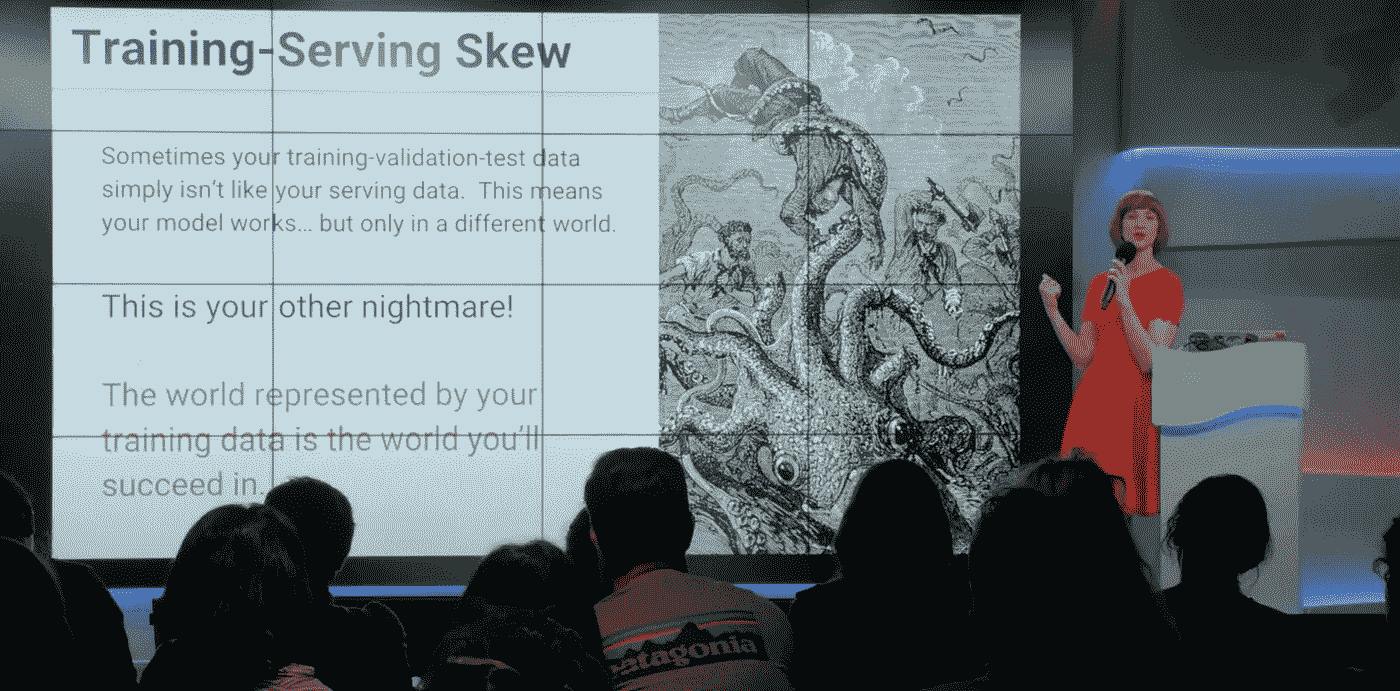 Training-Serving Skew
Sometimes your training-validation-test data
simply isn't like your serving data. This means
your model works... but only in a different world.
This is your other nightmare!
The world represented by your
training data is the world you'll
succeed in.
patagonia